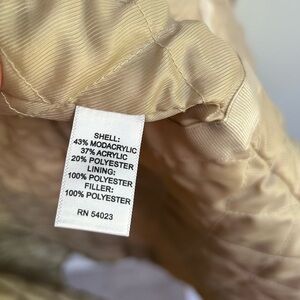 SHELL:
43% MODACRYLIC
37% ACRYLIC
20% POLYESTER
LINING:
100% POLYESTER
FILLER:
100% POLYESTER
RN 54023